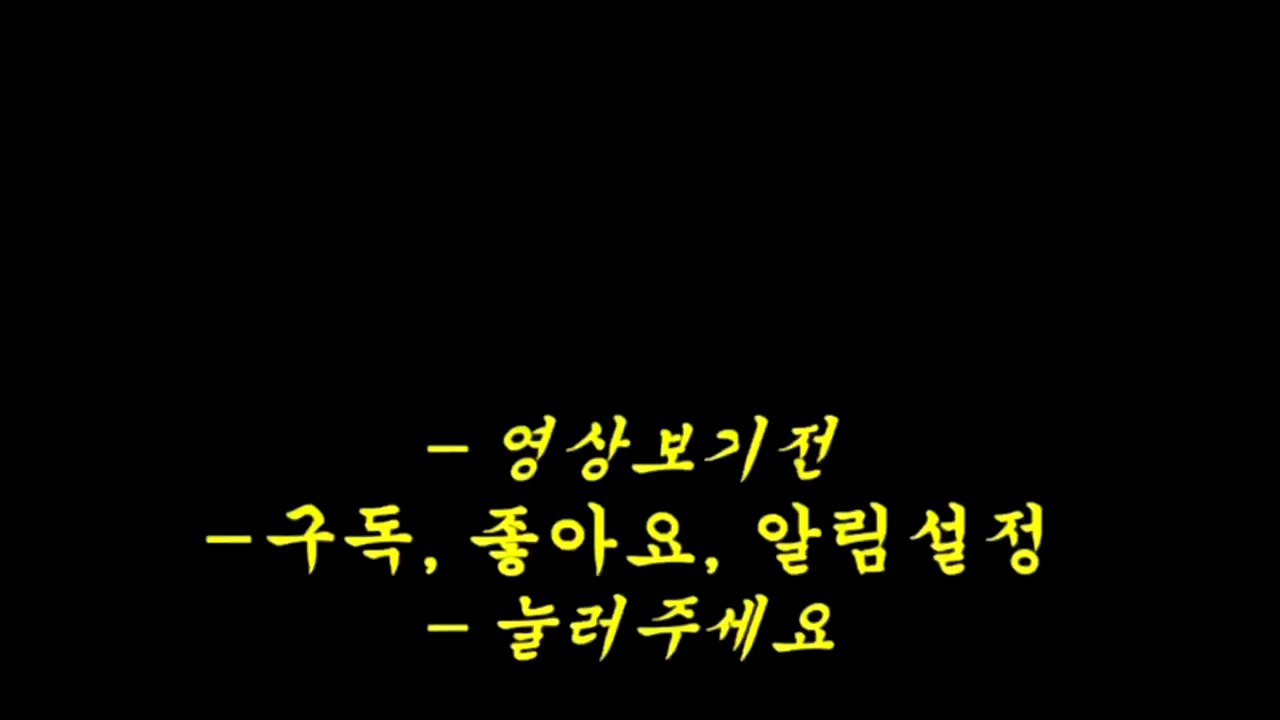 - 영상보기전
-구독, 좋아요, 알림설정
- 눌러주세요